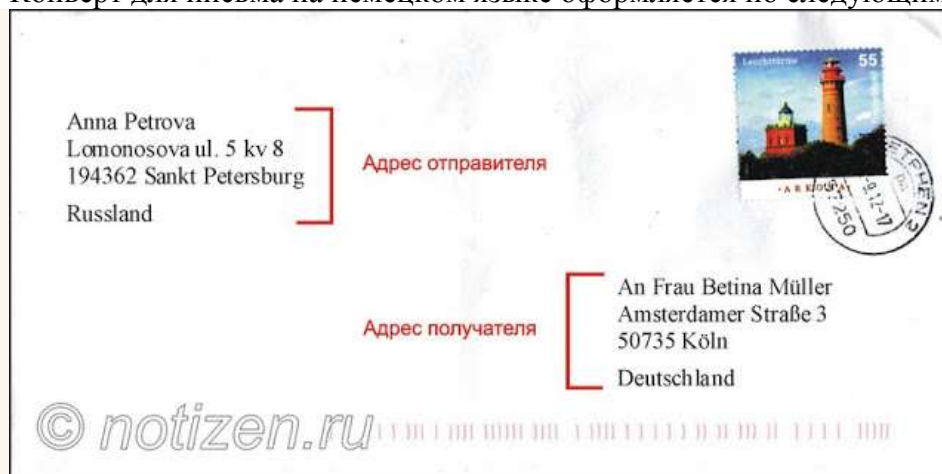 Конверт для письма на немецком языке оформляется по следующим
Leuchttürme 55
Anna Petrova
Lomonosova ul. 5 kv 8
194362 Sankt Petersburg
Russland
Адрес отправителя
An Frau Betina Müller
Amsterdamer Straße 3
50735 Köln
Deutschland
Адрес получателя
© notizen.ru